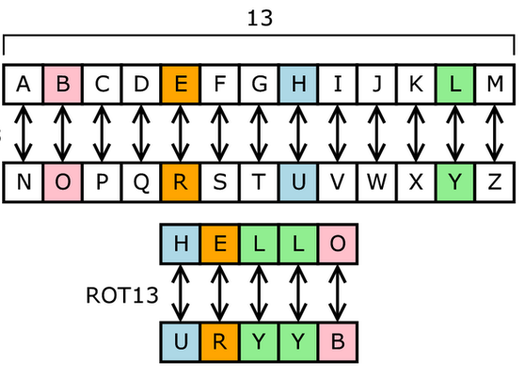 13
A B C D E F G H I J K L M
N O P Q R S T U V W X Y Z
H E L L O
ROT13
U R Y Y B